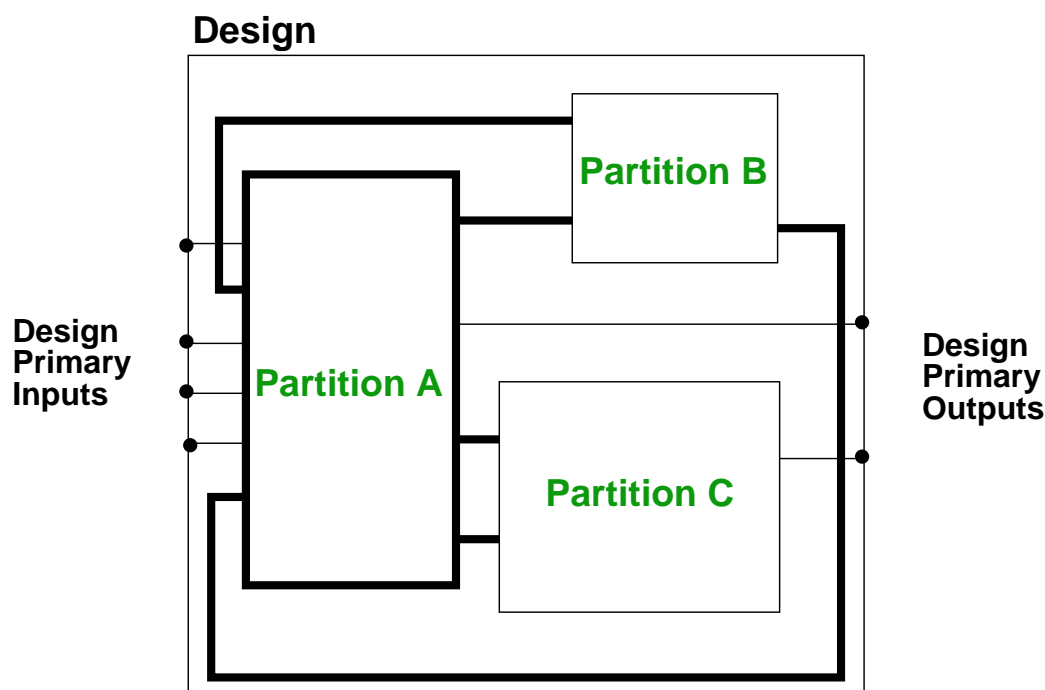 Design
Partition B
Design
Primary
Inputs
Partition A
Design
Primary
Outputs
Partition C